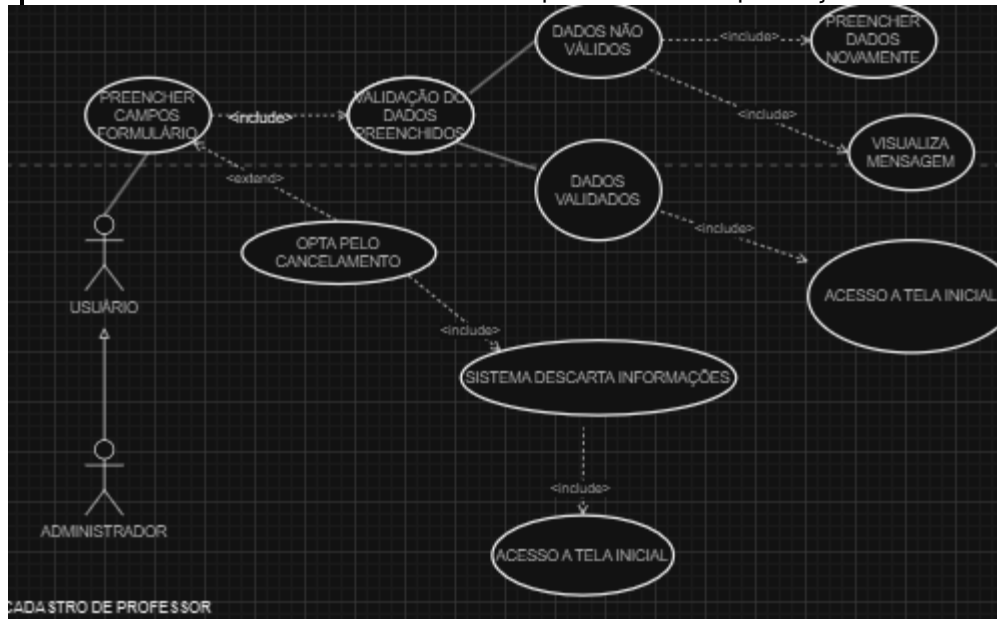 DADOS NÃO
VÁLIDOS
<include>
PREENCHER
DADOS
NOVAMENTE
PREENCHER
CAMPOS
FORMULÁRIO
<include>
VALIDAÇÃO DO
DADOS
PREENCHIDOS
<include>
VISUALIZA
MENSAGEM
<extend>
DADOS
VALIDADOS
<include>
OPTA PELO
CANCELAMENTO
ACESSO A TELA INICIAL
USUÁRIO
<include>
SISTEMA DESCARTA INFORMAÇÕES
<include>
ADMINISTRADOR
ACESSO A TELA INICIAL
CADASTRO DE PROFESSOR